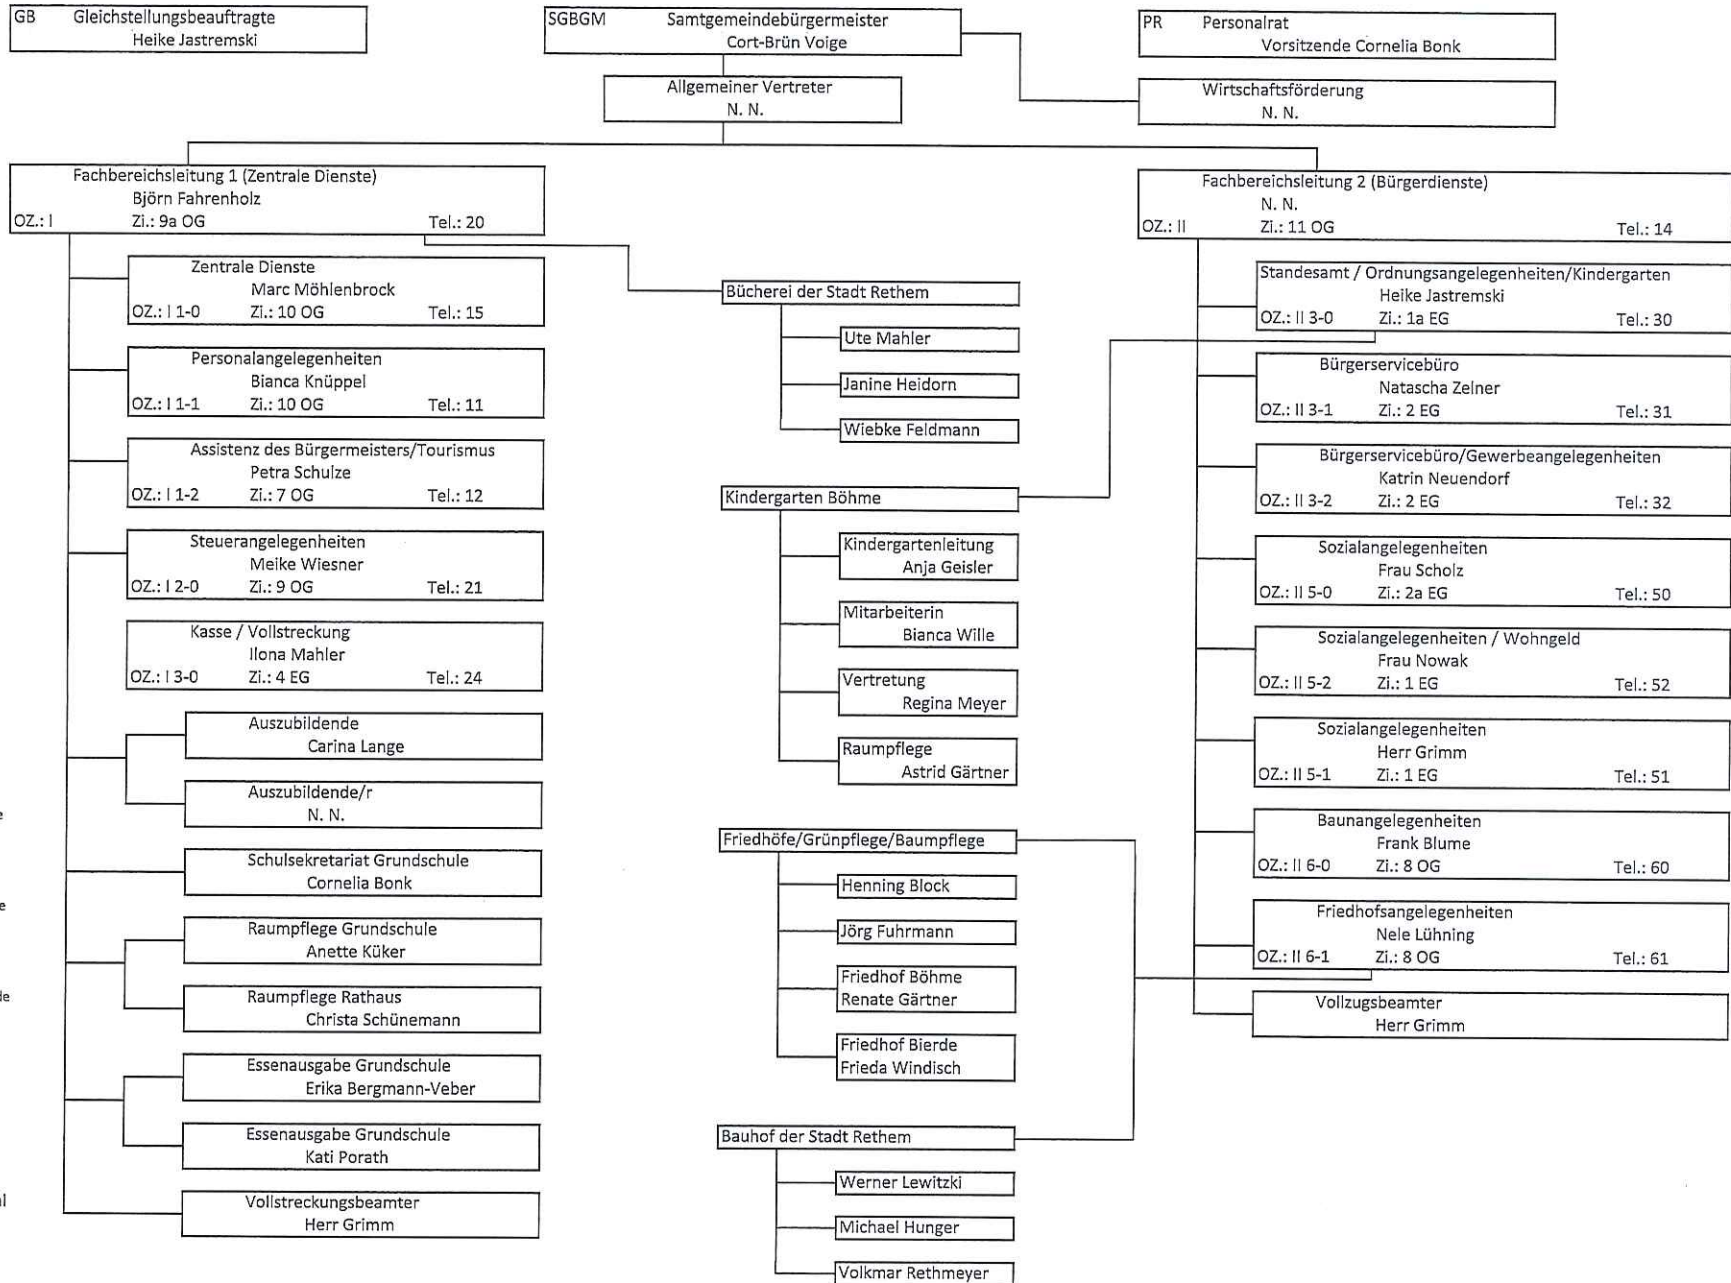 GB Gleichstellungsbeauftragte
Heike Jastremski
SGBGM Samtgemeindebürgermeister
Cort-Brün Voige
PR Personalrat
Vorsitzende Cornelia Bonk
Allgemeiner Vertreter
N. N.
Wirtschaftsförderung
N. N.
Fachbereichsleitung 1 (Zentrale Dienste)
Björn Fahrenholz
OZ.: I Zi.: 9a OG Tel.: 20
Zentrale Dienste
Marc Möhlenbrock
OZ.: I 1-0 Zi.: 10 OG Tel.: 15
Personalangelegenheiten
Bianca Knüppel
OZ.: I 1-1 Zi.: 10 OG Tel.: 11
Assistenz des Bürgermeisters/Tourismus
Petra Schulze
OZ.: I 1-2 Zi.: 7 OG Tel.: 12
Steuerangelegenheiten
Meike Wiesner
OZ.: I 2-0 Zi.: 9 OG Tel.: 21
Kasse / Vollstreckung
Ilona Mahler
OZ.: I 3-0 Zi.: 4 EG Tel.: 24
Auszubildende
Carina Lange
Auszubildende/r
N. N.
Schulsekretariat Grundschule
Cornelia Bonk
Raumpflege Grundschule
Anette Küker
Raumpflege Rathaus
Christa Schünemann
Essenausgabe Grundschule
Erika Bergmann-Veber
Essenausgabe Grundschule
Kati Porath
Vollstreckungsbeamter
Herr Grimm
Bücherei der Stadt Rethem
Ute Mahler
Janine Heidorn
Wiebke Feldmann
Kindergarten Böhme
Kindergartenleitung
Anja Geisler
Mitarbeiterin
Bianca Wille
Vertretung
Regina Meyer
Raumpflege
Astrid Gärtner
Friedhöfe/Grünpflege/Baumpflege
Henning Block
Jörg Fuhrmann
Friedhof Böhme
Renate Gärtner
Friedhof Bierde
Frieda Windisch
Bauhof der Stadt Rethem
Werner Lewitzki
Michael Hunger
Volkmar Rethmeyer
Fachbereichsleitung 2 (Bürgerdienste)
N. N.
OZ.: II Zi.: 11 OG Tel.: 14
Standesamt / Ordnungsangelegenheiten/Kindergarten
Heike Jastremski
OZ.: II 3-0 Zi.: 1a EG Tel.: 30
Bürgerservicebüro
Natascha Zelner
OZ.: II 3-1 Zi.: 2 EG Tel.: 31
Bürgerservicebüro/Gewerbeangelegenheiten
Katrin Neuendorf
OZ.: II 3-2 Zi.: 2 EG Tel.: 32
Sozialangelegenheiten
Frau Scholz
OZ.: II 5-0 Zi.: 2a EG Tel.: 50
Sozialangelegenheiten / Wohngeld
Frau Nowak
OZ.: II 5-2 Zi.: 1 EG Tel.: 52
Sozialangelegenheiten
Herr Grimm
OZ.: II 5-1 Zi.: 1 EG Tel.: 51
Baunangelegenheiten
Frank Blume
OZ.: II 6-0 Zi.: 8 OG Tel.: 60
Friedhofsangelegenheiten
Nele Lühning
OZ.: II 6-1 Zi.: 8 OG Tel.: 61
Vollzugsbeamter
Herr Grimm